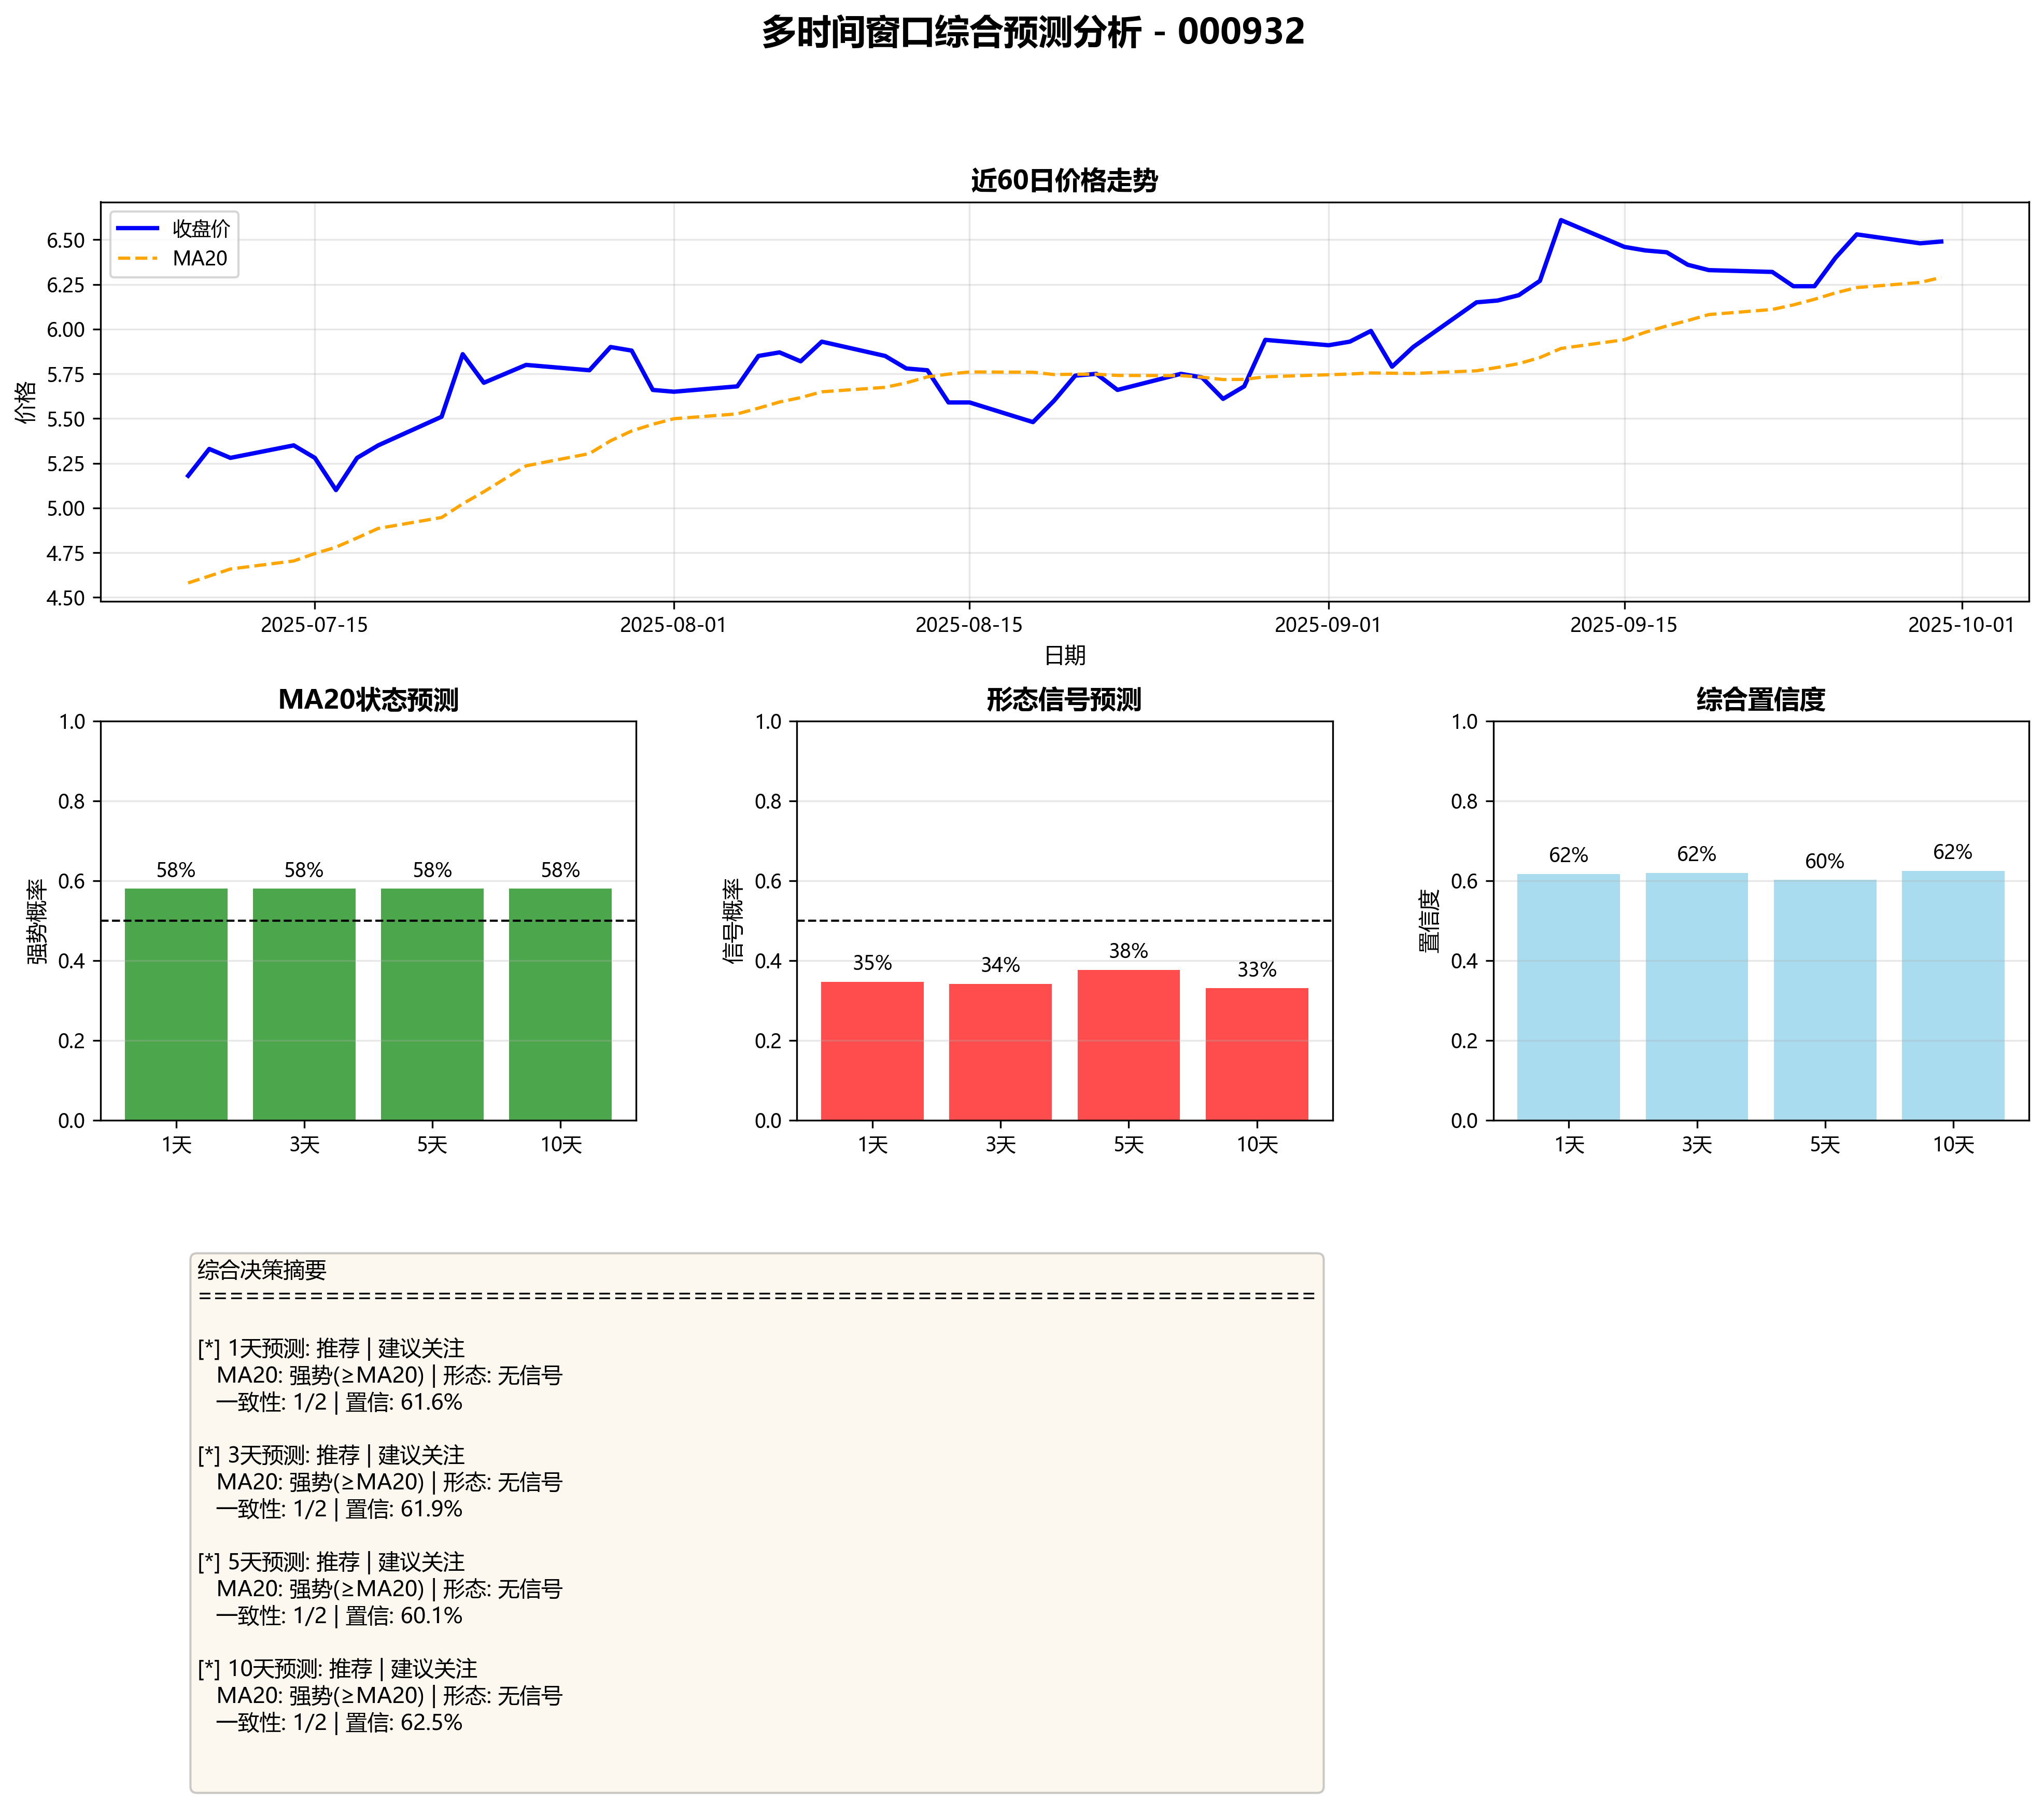 多时间窗口综合预测分析 - 000932
近60日价格走势
收盘价
MA20
价格
6.50
6.25
6.00
5.75
5.50
5.25
5.00
4.75
4.50
2025-07-15
2025-08-01
2025-08-15
2025-09-01
2025-09-15
2025-10-01
日期
MA20状态预测
强势概率
1.0
0.8
0.6
0.4
0.2
0.0
58%
58%
58%
58%
1天
3天
5天
10天
形态信号预测
信号概率
1.0
0.8
0.6
0.4
0.2
0.0
35%
34%
38%
33%
1天
3天
5天
10天
综合置信度
置信度
1.0
0.8
0.6
0.4
0.2
0.0
62%
62%
60%
62%
1天
3天
5天
10天
综合决策摘要
======================================================================
[*] 1天预测: 推荐 | 建议关注
MA20: 强势(≥MA20) | 形态: 无信号
一致性: 1/2 | 置信: 61.6%
[*] 3天预测: 推荐 | 建议关注
MA20: 强势(≥MA20) | 形态: 无信号
一致性: 1/2 | 置信: 61.9%
[*] 5天预测: 推荐 | 建议关注
MA20: 强势(≥MA20) | 形态: 无信号
一致性: 1/2 | 置信: 60.1%
[*] 10天预测: 推荐 | 建议关注
MA20: 强势(≥MA20) | 形态: 无信号
一致性: 1/2 | 置信: 62.5%